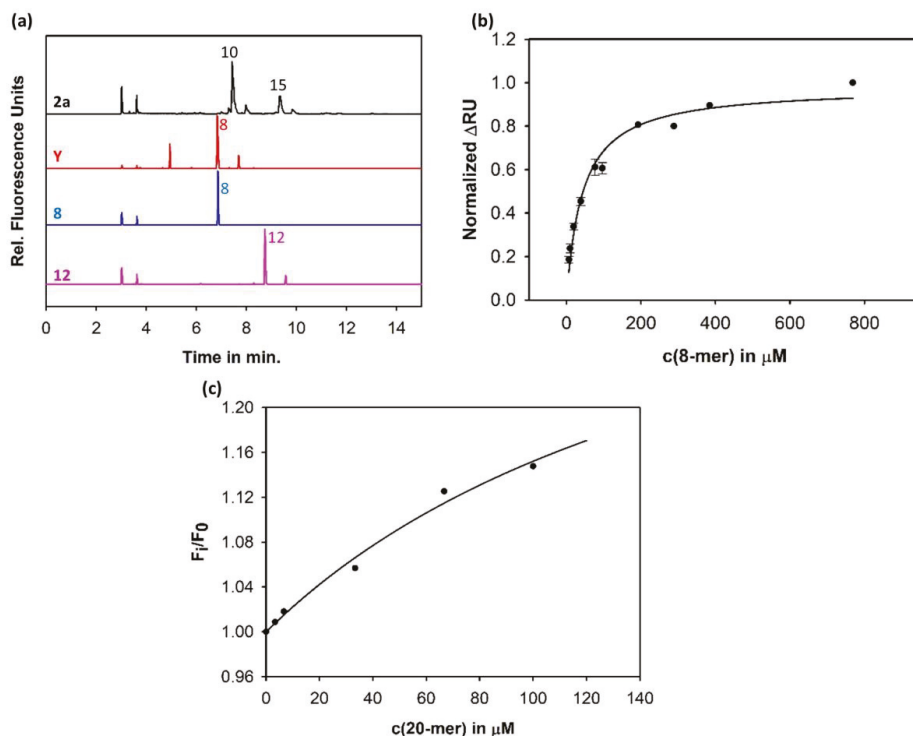 (a)
Rel. Fluorescence Units
2a
10
15
Y
8
8
8
12
12
0 2 4 6 8 10 12 14
Time in min.
(b)
Normalized ΔRU
1.2
1.0
0.8
0.6
0.4
0.2
0.0
0 200 400 600 800
c(8-mer) in μM
(c)
Fi/F0
1.20
1.16
1.12
1.08
1.04
1.00
0.96
0 20 40 60 80 100 120 140
c(20-mer) in μM